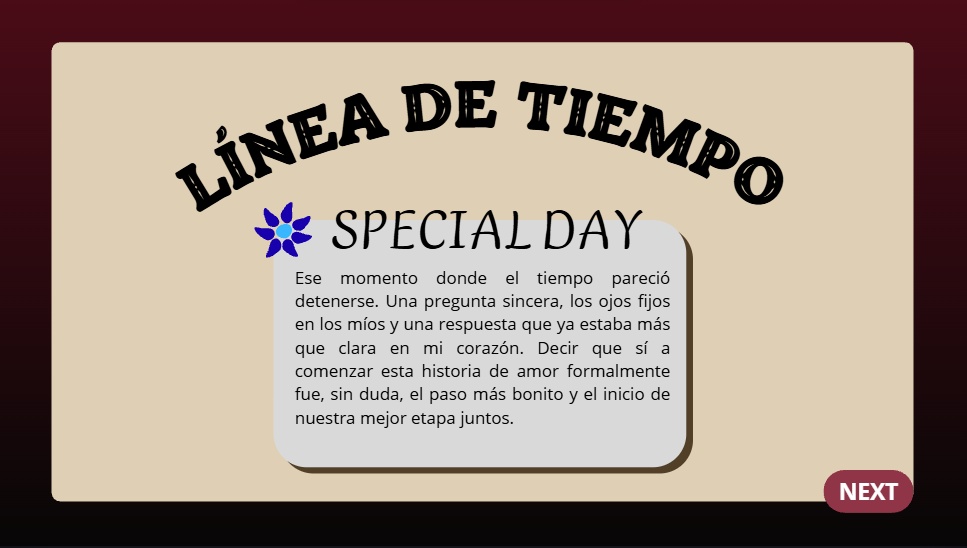 LÍNEA DE TIEMPO
SPECIAL DAY
Ese momento donde el tiempo pareció
detenerse. Una pregunta sincera, los ojos fijos
en los míos y una respuesta que ya estaba más
que clara en mi corazón. Decir que sí a
comenzar esta historia de amor formalmente
fue, sin duda, el paso más bonito y el inicio de
nuestra mejor etapa juntos.
NEXT